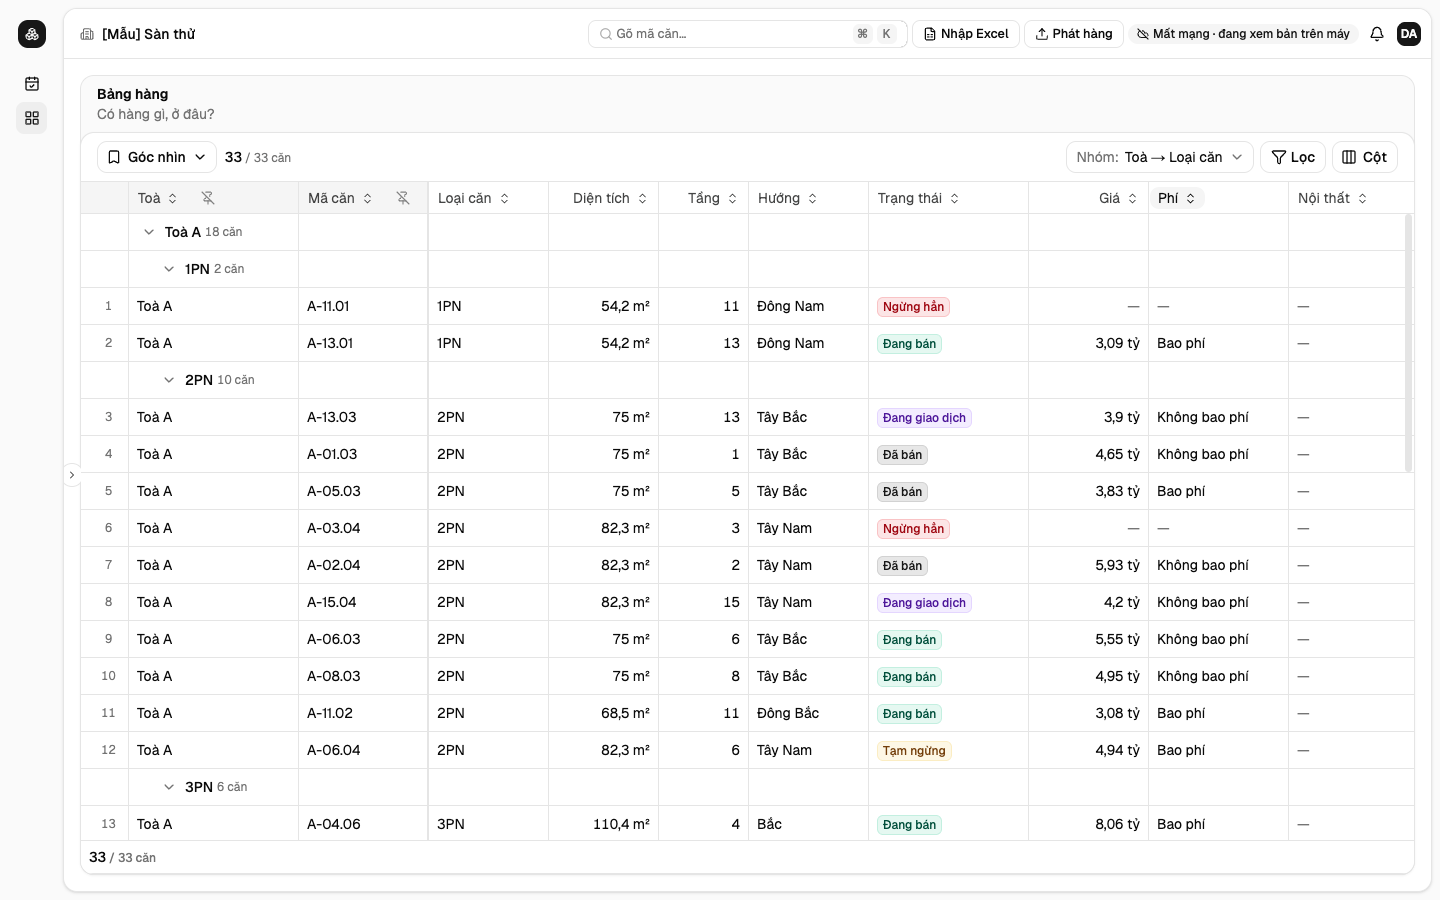 [Mẫu] Sàn thử
Gõ mã căn...
⌘ K
Nhập Excel
Phát hàng
Mất mạng · đang xem bản trên máy
DA
Bảng hàng
Có hàng gì, ở đâu?
Góc nhìn
33 / 33 căn
Nhóm: Toà → Loại căn
Lọc
Cột
Toà Mã căn Loại căn Diện tích Tầng Hướng Trạng thái Giá Phí Nội thất
Toà A 18 căn
1PN 2 căn
1 Toà A A-11.01 1PN 54,2 m² 11 Đông Nam Ngừng hẳn — — —
2 Toà A A-13.01 1PN 54,2 m² 13 Đông Nam Đang bán 3,09 tỷ Bao phí —
2PN 10 căn
3 Toà A A-13.03 2PN 75 m² 13 Tây Bắc Đang giao dịch 3,9 tỷ Không bao phí —
4 Toà A A-01.03 2PN 75 m² 1 Tây Bắc Đã bán 4,65 tỷ Không bao phí —
5 Toà A A-05.03 2PN 75 m² 5 Tây Bắc Đã bán 3,83 tỷ Bao phí —
6 Toà A A-03.04 2PN 82,3 m² 3 Tây Nam Ngừng hẳn — — —
7 Toà A A-02.04 2PN 82,3 m² 2 Tây Nam Đã bán 5,93 tỷ Không bao phí —
8 Toà A A-15.04 2PN 82,3 m² 15 Tây Nam Đang giao dịch 4,2 tỷ Không bao phí —
9 Toà A A-06.03 2PN 75 m² 6 Tây Bắc Đang bán 5,55 tỷ Không bao phí —
10 Toà A A-08.03 2PN 75 m² 8 Tây Bắc Đang bán 4,95 tỷ Không bao phí —
11 Toà A A-11.02 2PN 68,5 m² 11 Đông Bắc Đang bán 3,08 tỷ Bao phí —
12 Toà A A-06.04 2PN 82,3 m² 6 Tây Nam Tạm ngừng 4,94 tỷ Bao phí —
3PN 6 căn
13 Toà A A-04.06 3PN 110,4 m² 4 Bắc Đang bán 8,06 tỷ Bao phí —
33 / 33 căn